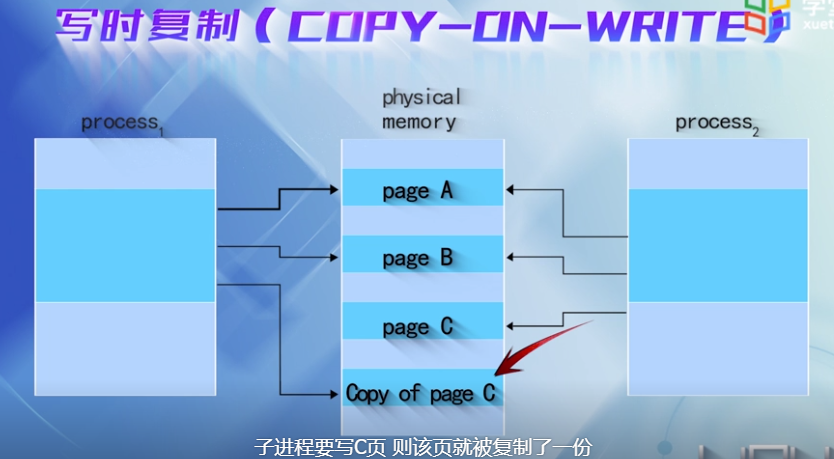 写时复制（COPY-ON-WRITE）
xuet
process1
physical
memory
process2
page A
page B
page C
Copy of page C
子进程要写C页 则该页就被复制了一份